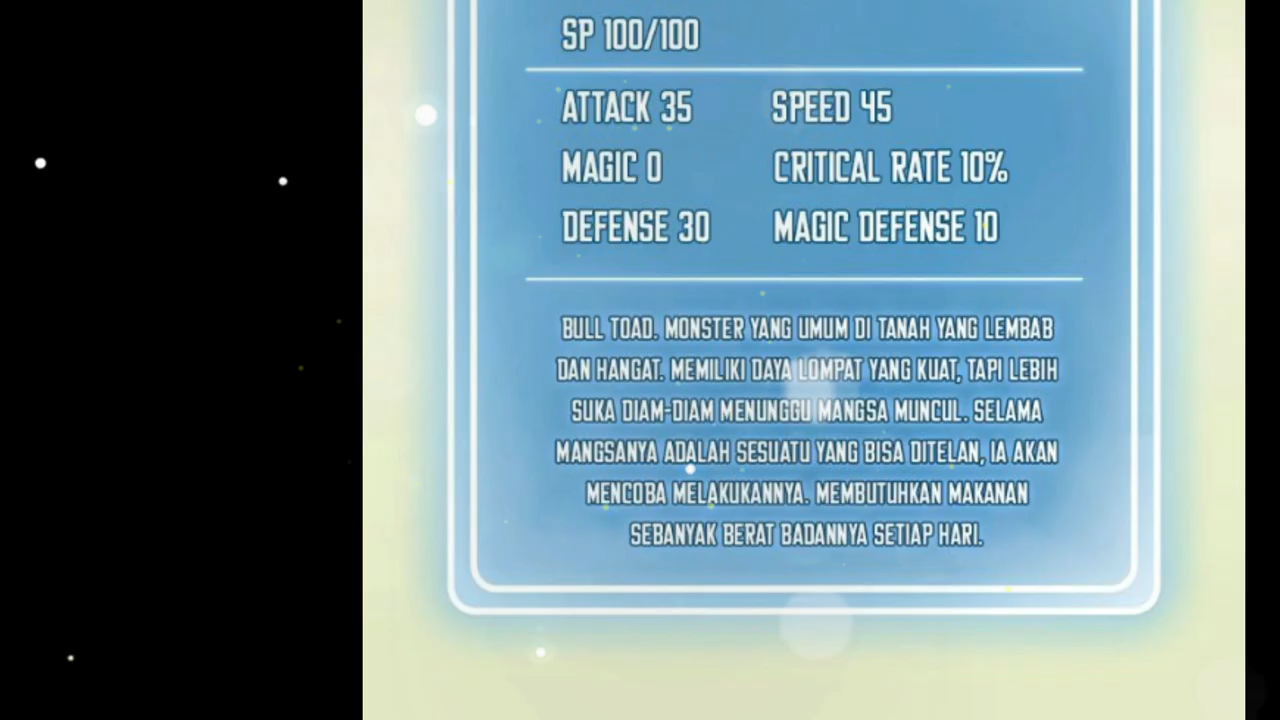 SP 100/100
ATTACK 35 SPEED 45
MAGIC 0 CRITICAL RATE 10%
DEFENSE 30 MAGIC DEFENSE 10
BULL TOAD. MONSTER YANG UMUM DI TANAH YANG LEMBAB
DAN HANGAT. MEMILIKI DAYA LOMPAT YANG KUAT, TAPI LEBIH
SUKA DIAM-DIAM MENUNGGU MANGSA MUNCUL. SELAMA
MANGSANYA ADALAH SESUATU YANG BISA DITELAN, IA AKAN
MENCOBA MELAKUKANNYA. MEMBUTUHKAN MAKANAN
SEBANYAK BERAT BADANNYA SETIAP HARI.